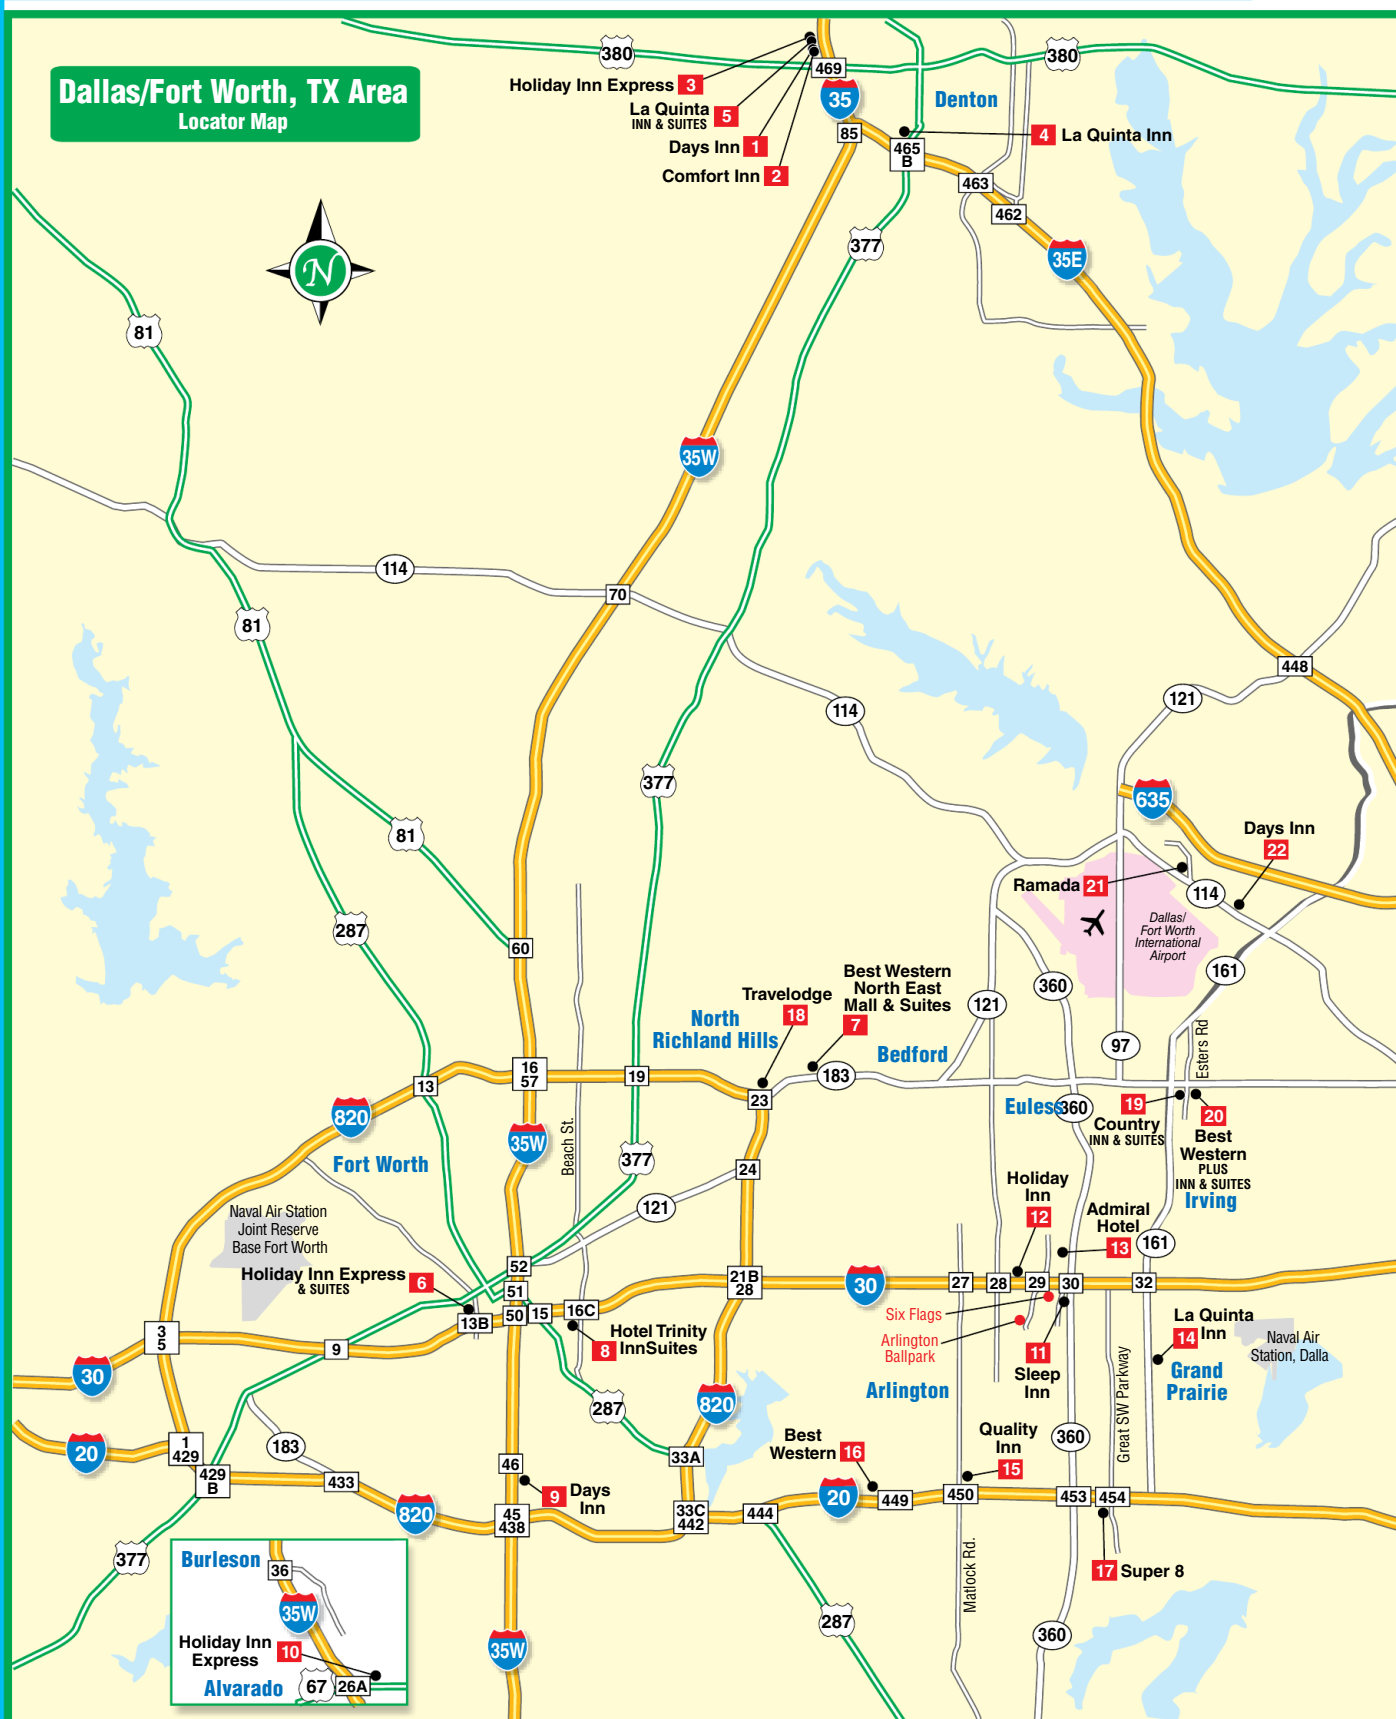 380
380
469
Dallas/Fort Worth, TX Area
Locator Map
Holiday Inn Express 3
La Quinta 5
INN & SUITES
Days Inn 1
Comfort Inn 2
35
Denton
85
465
B
4 La Quinta Inn
463
462
377
35E
N
81
35W
114
70
81
448
121
114
377
635
81
Days Inn
22
Ramada 21
114
287
Dallas/
Fort Worth
International
Airport
60
161
360
121
Best Western
North East
Mall & Suites
7
Travelodge
18
North
Richland Hills
Bedford
97
Esters Rd
16
57
19
183
13
23
820
Euless
360
19
Country
INN & SUITES
20
Best
Western
PLUS
INN & SUITES
Irving
35W
Beach St.
377
Fort Worth
24
121
Holiday
Inn
12
Admiral
Hotel
13
161
Naval Air Station
Joint Reserve
Base Fort Worth
Holiday Inn Express
& SUITES
6
52
51
50
15
16C
13B
21B
28
30
27
28
29
30
32
Six Flags
Arlington
Ballpark
Hotel Trinity
8 InnSuites
La Quinta
14 Inn
Naval Air
Station, Dalla
3
5
9
30
11
Sleep
Inn
Grand
Prairie
Great SW Parkway
Arlington
820
287
183
20
1
429
429
B
433
46
33A
Best
Western 16
Quality
Inn
15
360
9 Days
Inn
820
45
438
33C
442
444
20
449
450
453
454
377
Matlock Rd.
17 Super 8
Burleson
36
35W
Holiday Inn
Express
10
Alvarado
67
26A
35W
287
360